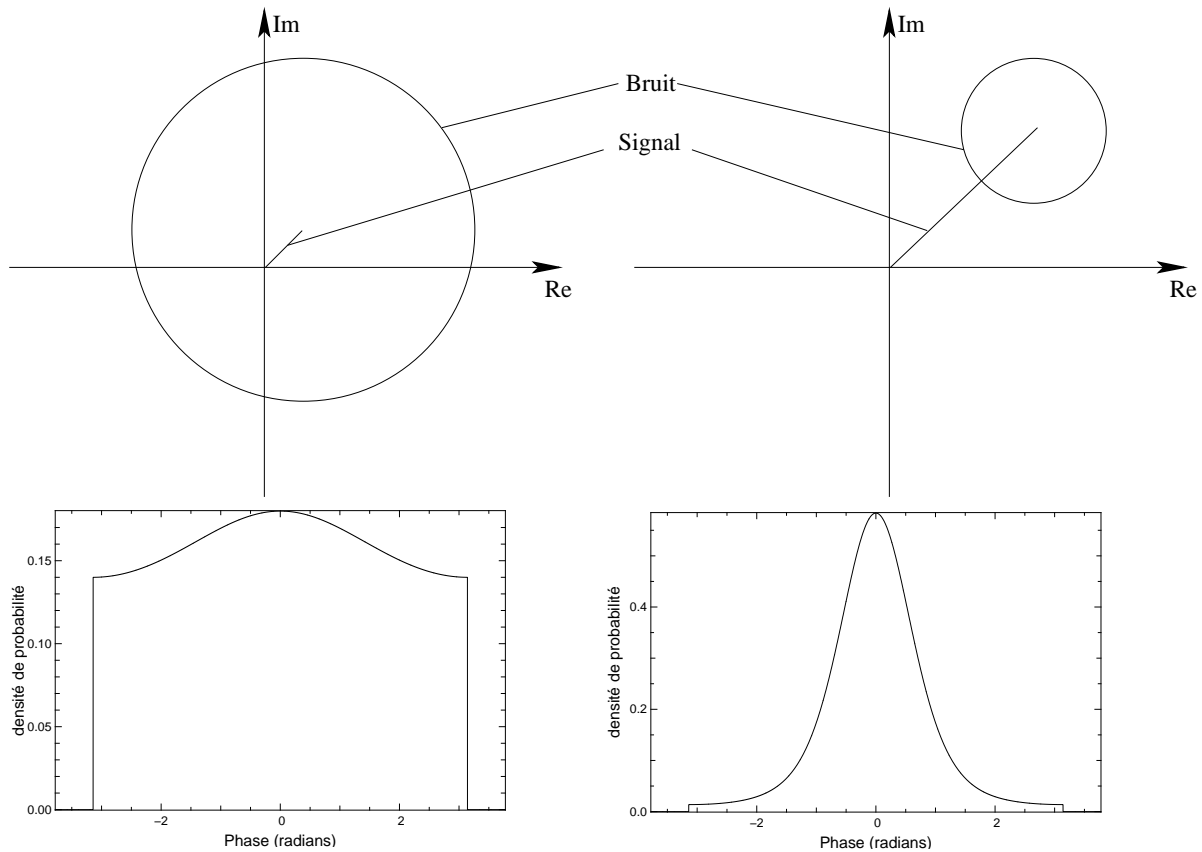 Im
Im
Bruit
Signal
Re
Re
0.15
0.10
0.05
0.00
densité de probabilité
−2
0
2
Phase (radians)
0.4
0.2
0.0
densité de probabilité
−2
0
2
Phase (radians)